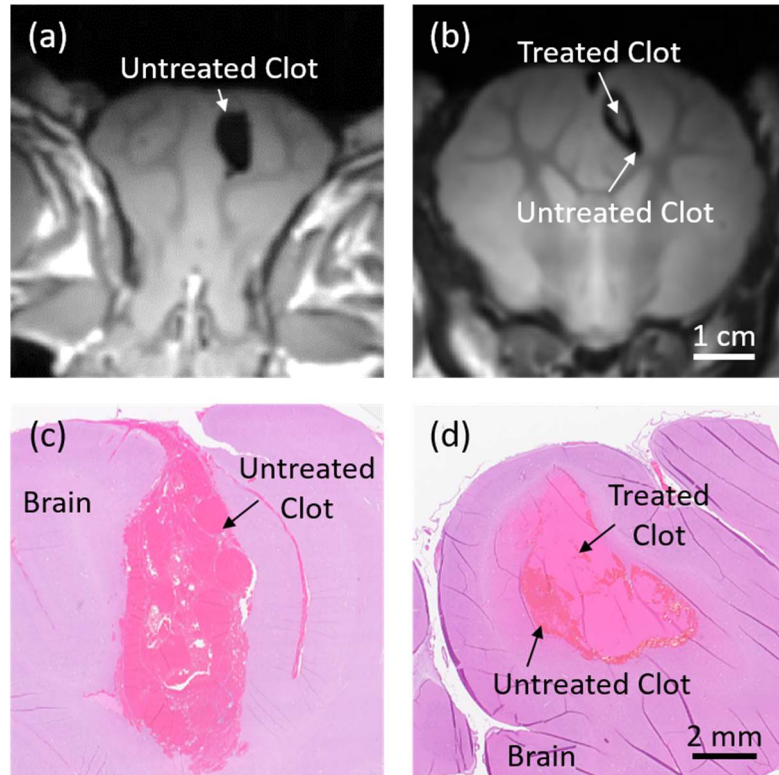 (a)
Untreated Clot
(b)
Treated Clot
Untreated Clot
1 cm
(c)
Brain
Untreated
Clot
(d)
Treated
Clot
Untreated Clot
Brain
2 mm